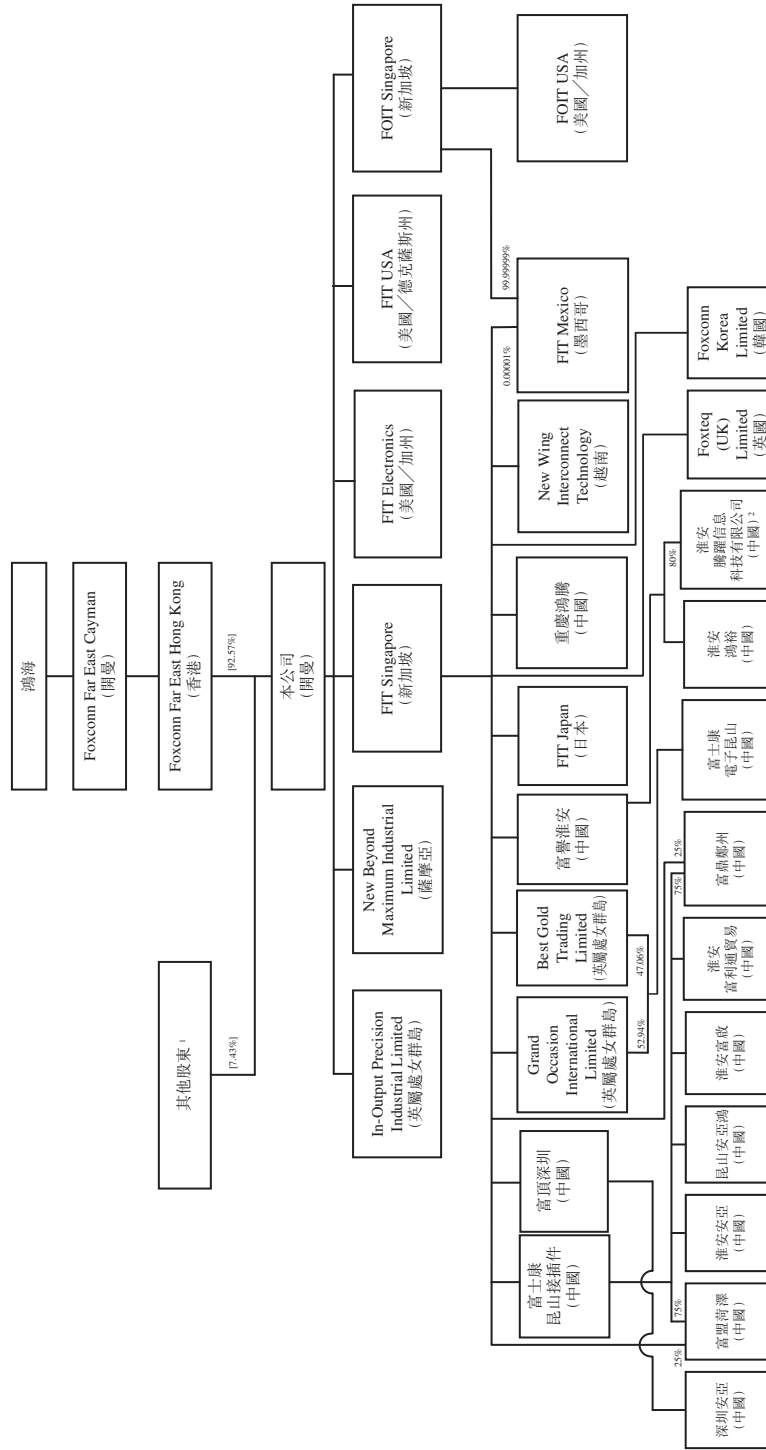 鴻海
Foxconn Far East Cayman
（開曼）
其他股東 1
Foxconn Far East Hong Kong
（香港）
[7.43%]
[92.57%]
本公司
（開曼）
In-Output Precision
Industrial Limited
（英屬處女群島）
New Beyond
Maximum Industrial
Limited
（薩摩亞）
FIT Singapore
（新加坡）
FIT Electronics
（美國／加州）
FIT USA
（美國／德克薩斯州）
FOIT Singapore
（新加坡）
0.00001%
99.99999%
富士康
昆山接插件
（中國）
富頂深圳
（中國）
Grand
Occasion
International
Limited
（英屬處女群島）
Best Gold
Trading
Limited
（英屬處女群島）
富譽淮安
（中國）
FIT Japan
（日本）
重慶鴻騰
（中國）
New Wing
Interconnect
Technology
（越南）
FIT Mexico
（墨西哥）
FOIT USA
（美國／加州）
52.94%
47.06%
25%
75%
75%
25%
80%
深圳安亞
（中國）
富盟菏澤
（中國）
淮安安亞
（中國）
昆山安亞鴻
（中國）
淮安富啟
（中國）
淮安
富利通貿易
（中國）
富鼎鄭州
（中國）
富士康
電子昆山
（中國）
淮安
鴻裕
（中國）
淮安
騰躍信息
科技有限公司
（中國）2
Foxteq
(UK)
Limited
（英國）
Foxconn
Korea
Limited
（韓國）